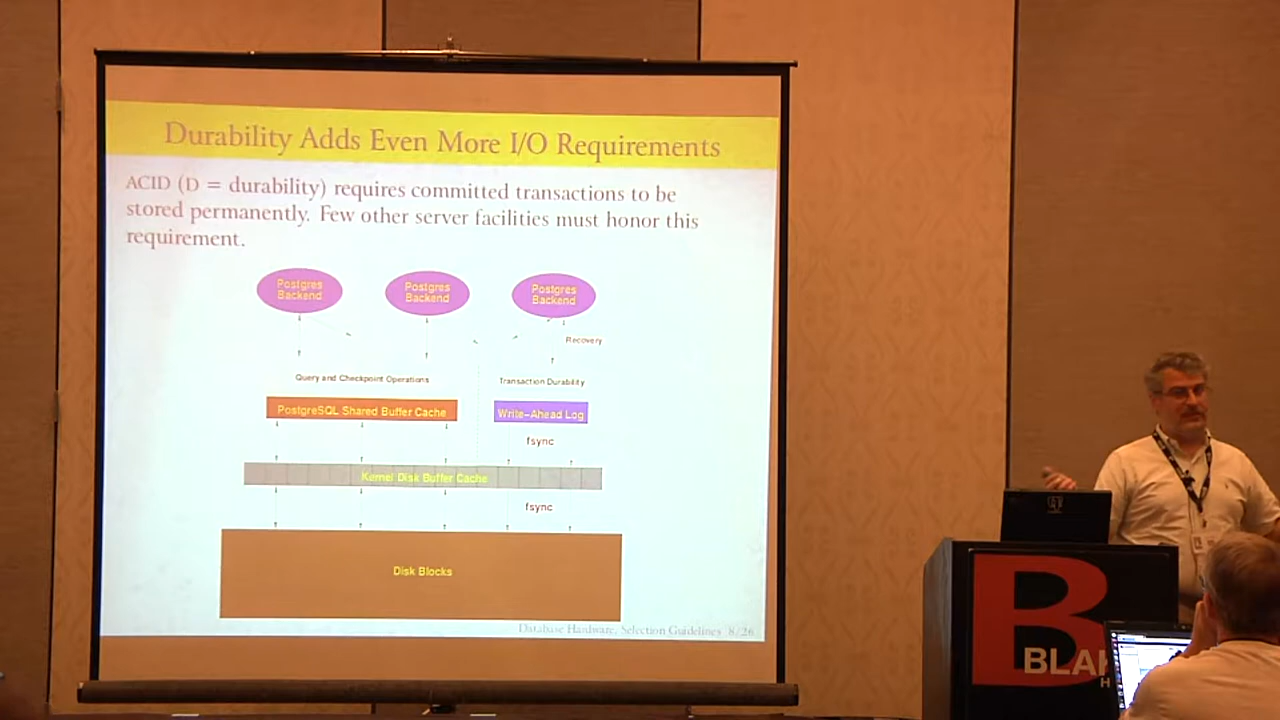 Durability Adds Even More I/O Requirements
ACID (D = durability) requires committed transactions to be
stored permanently. Few other server facilities must honor this
requirement.
Postgres
Backend
Postgres
Backend
Postgres
Backend
Recovery
Query and Checkpoint Operations
Transaction Durability
PostgreSQL Shared Buffer Cache
Write-Ahead Log
fsync
Kernel Disk Buffer Cache
fsync
Disk Blocks
Database Hardware, Selection Guidelines 8/26
B
BLA
H